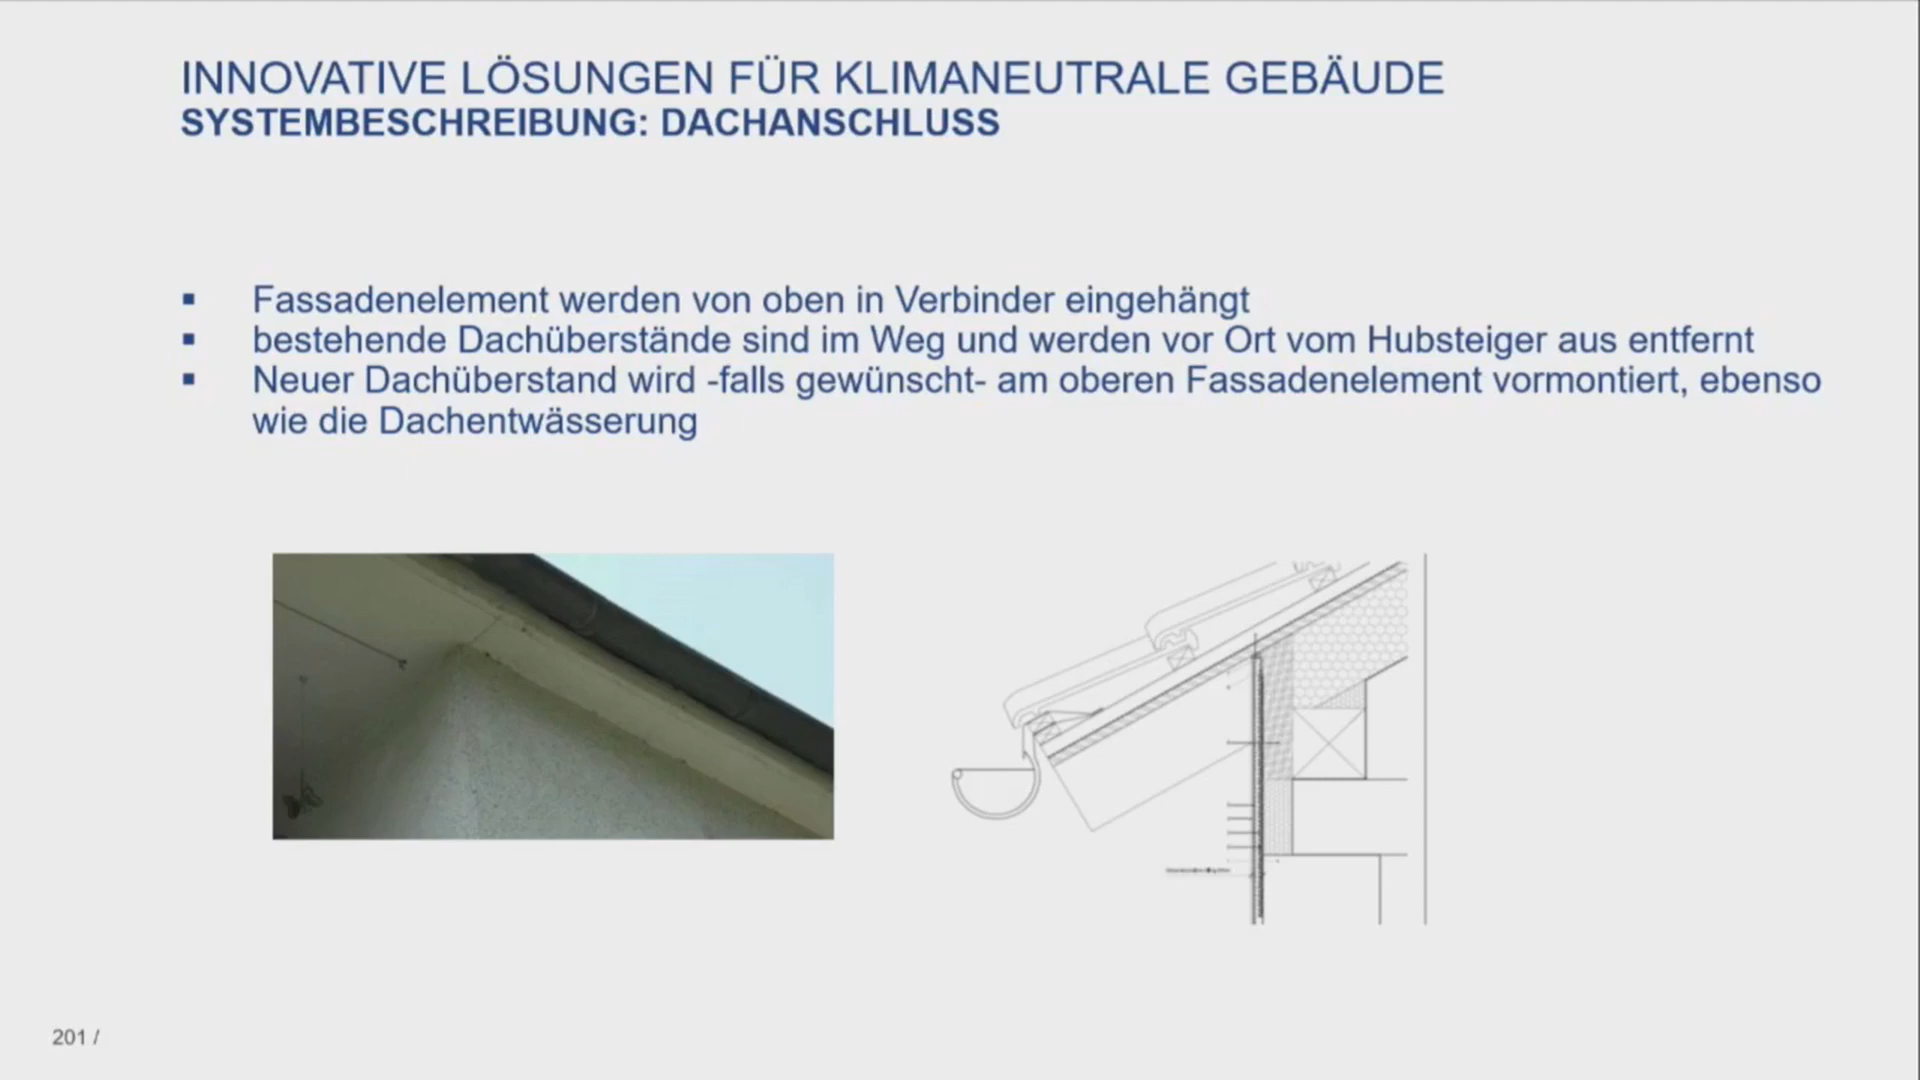 INNOVATIVE LÖSUNGEN FÜR KLIMANEUTRALE GEBÄUDE
SYSTEMBESCHREIBUNG: DACHANSCHLUSS
▪ Fassadenelement werden von oben in Verbinder eingehängt
▪ bestehende Dachüberstände sind im Weg und werden vor Ort vom Hubsteiger aus entfernt
▪ Neuer Dachüberstand wird -falls gewünscht- am oberen Fassadenelement vormontiert, ebenso
wie die Dachentwässerung
201 /